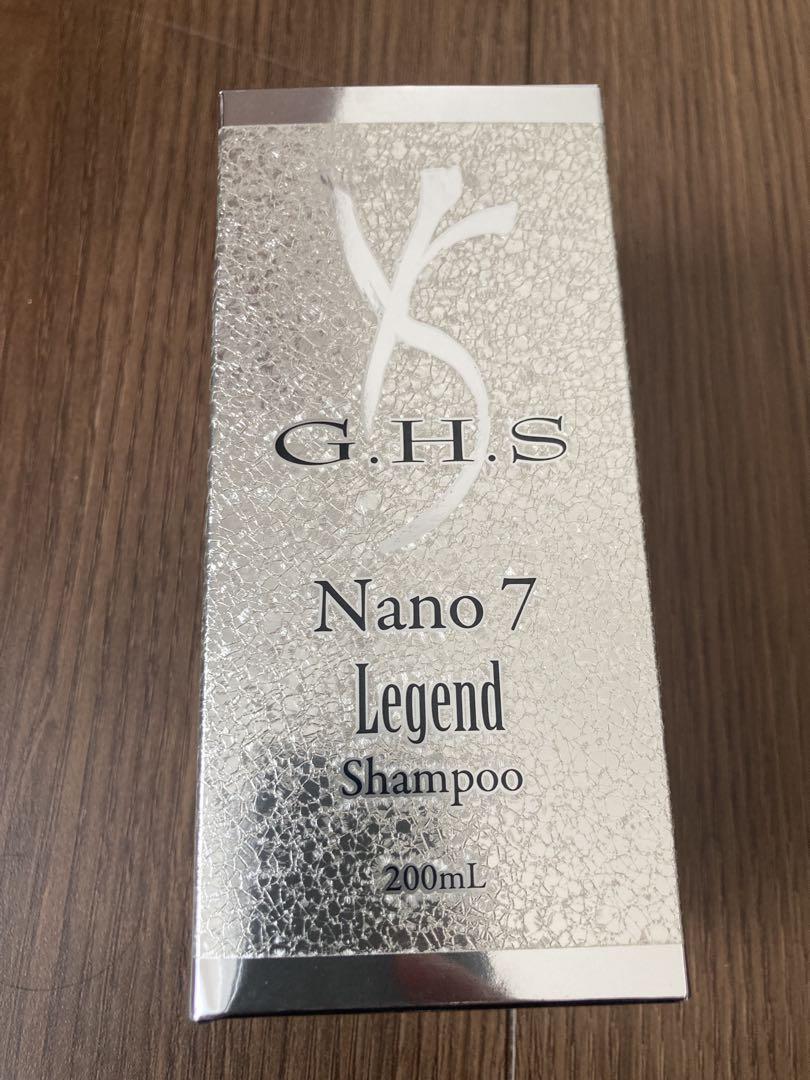 G.H.S
Nano 7
Legend
Shampoo
200mL